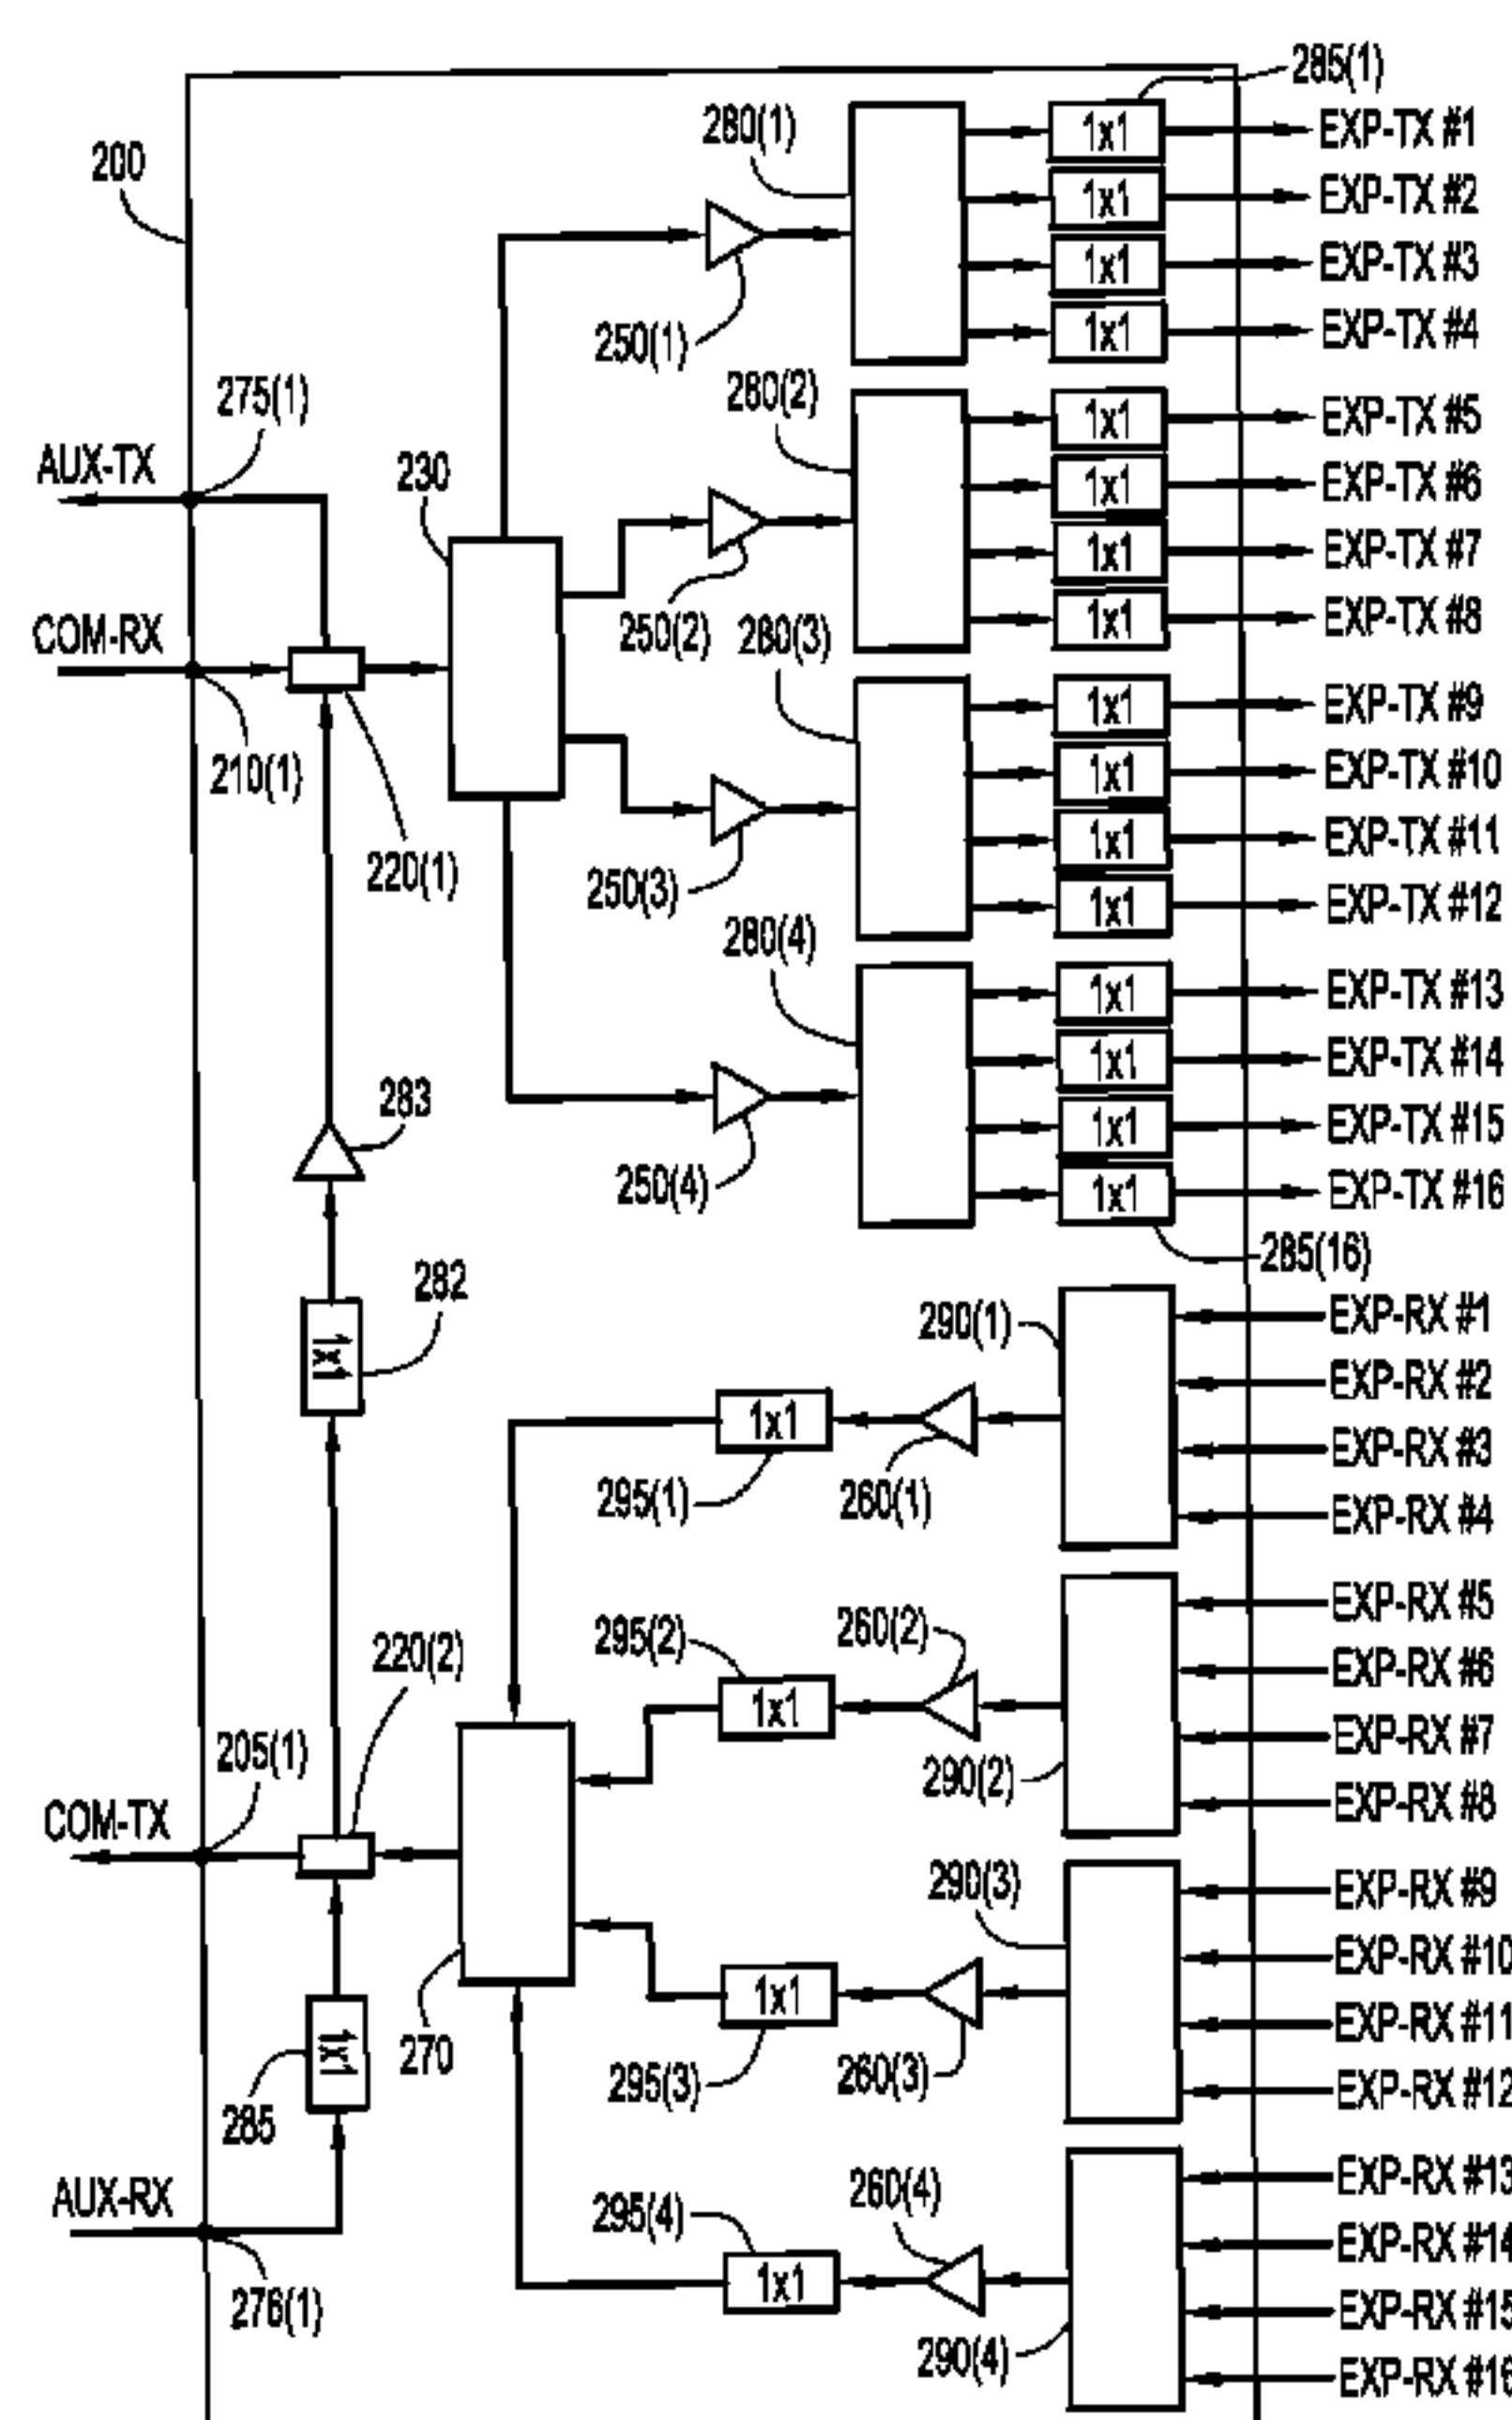 285(1)
280(1)
1x1
EXP-TX #1
200
1x1
EXP-TX #2
1x1
EXP-TX #3
250(1)
1x1
EXP-TX #4
275(1)
280(2)
1x1
EXP-TX #5
AUX-TX
230
1x1
EXP-TX #6
1x1
EXP-TX #7
COM-RX
250(2)
280(3)
1x1
EXP-TX #8
1x1
EXP-TX #9
210(1)
1x1
EXP-TX #10
220(1)
1x1
EXP-TX #11
250(3)
1x1
EXP-TX #12
280(4)
1x1
EXP-TX #13
1x1
EXP-TX #14
283
1x1
EXP-TX #15
250(4)
1x1
EXP-TX #16
285(16)
282
290(1)
EXP-RX #1
1x1
EXP-RX #2
1x1
EXP-RX #3
295(1)
260(1)
EXP-RX #4
EXP-RX #5
220(2)
295(2)
260(2)
EXP-RX #6
1x1
205(1)
EXP-RX #7
290(2)
COM-TX
EXP-RX #8
290(3)
EXP-RX #9
EXP-RX #10
1x1
1x1
EXP-RX #11
270
285
295(3)
260(3)
EXP-RX #12
AUX-RX
260(4)
EXP-RX #13
295(4)
EXP-RX #14
1x1
276(1)
EXP-RX #15
290(4)
EXP-RX #16